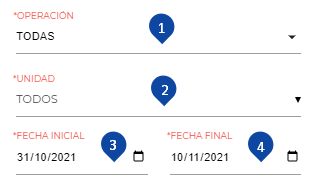 *OPERACIÓN
TODAS 1
*UNIDAD
TODOS 2
*FECHA INICIAL 3 *FECHA FINAL 4
31/10/2021 10/11/2021